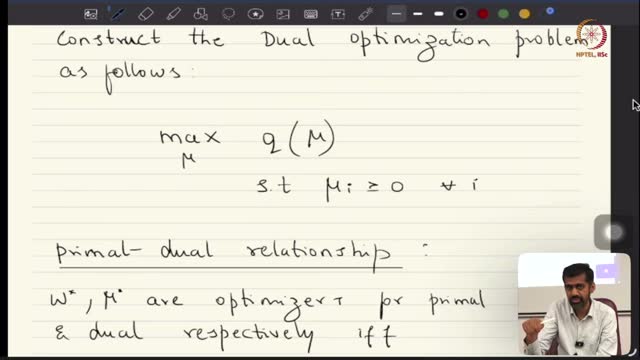 Construct the Dual optimization problem
as follows:
max q(μ)
μ
s.t μi ≥ 0 ∀ i
primal-dual relationship :
w*, μ* are optimizers for primal
& dual respectively iff
NPTEL, IISc